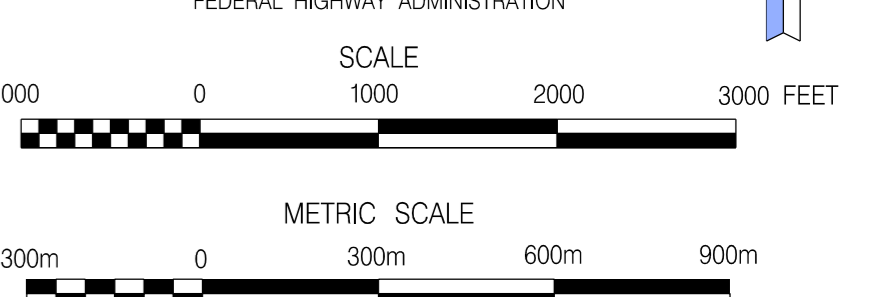 FEDERAL HIGHWAY ADMINISTRATION
SCALE
000 0 1000 2000 3000 FEET
METRIC SCALE
300m 0 300m 600m 900m